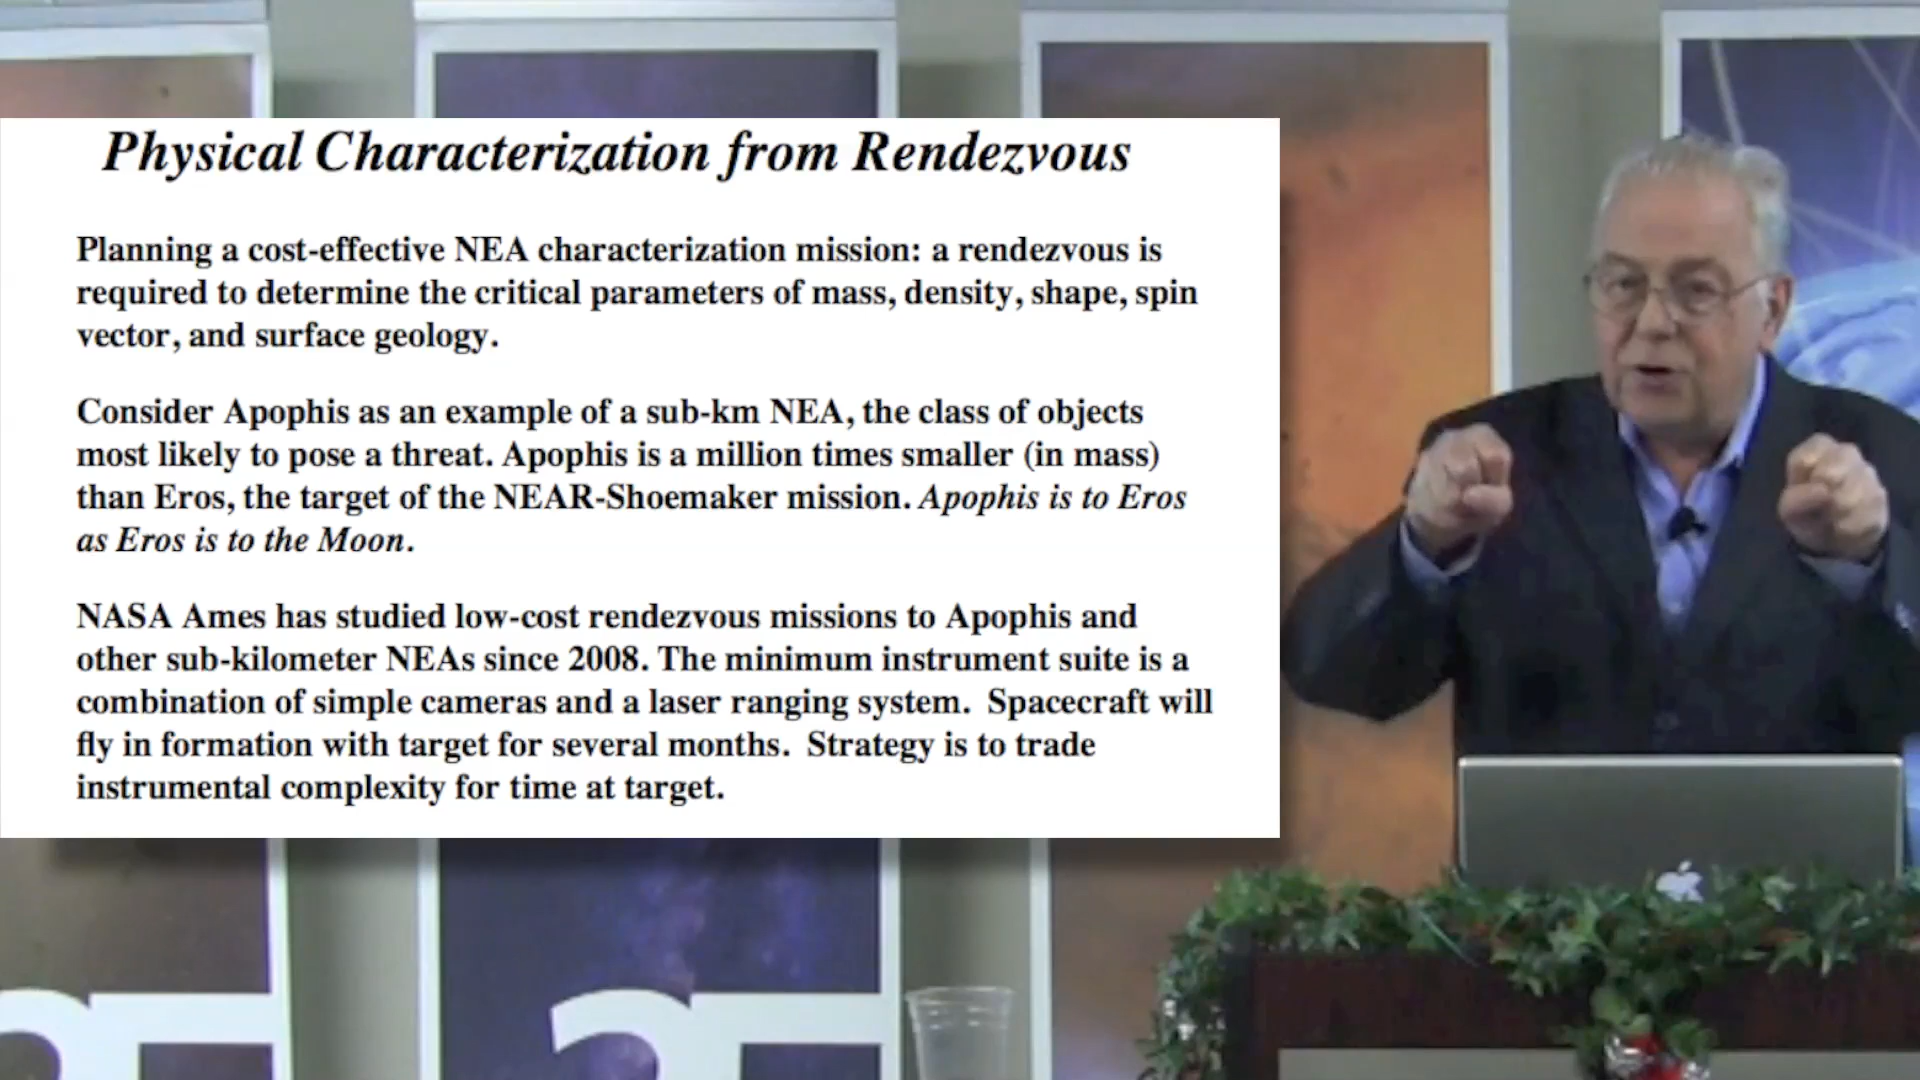 Physical Characterization from Rendezvous
Planning a cost-effective NEA characterization mission: a rendezvous is
required to determine the critical parameters of mass, density, shape, spin
vector, and surface geology.
Consider Apophis as an example of a sub-km NEA, the class of objects
most likely to pose a threat. Apophis is a million times smaller (in mass)
than Eros, the target of the NEAR-Shoemaker mission. Apophis is to Eros
as Eros is to the Moon.
NASA Ames has studied low-cost rendezvous missions to Apophis and
other sub-kilometer NEAs since 2008. The minimum instrument suite is a
combination of simple cameras and a laser ranging system.  Spacecraft will
fly in formation with target for several months.  Strategy is to trade
instrumental complexity for time at target.